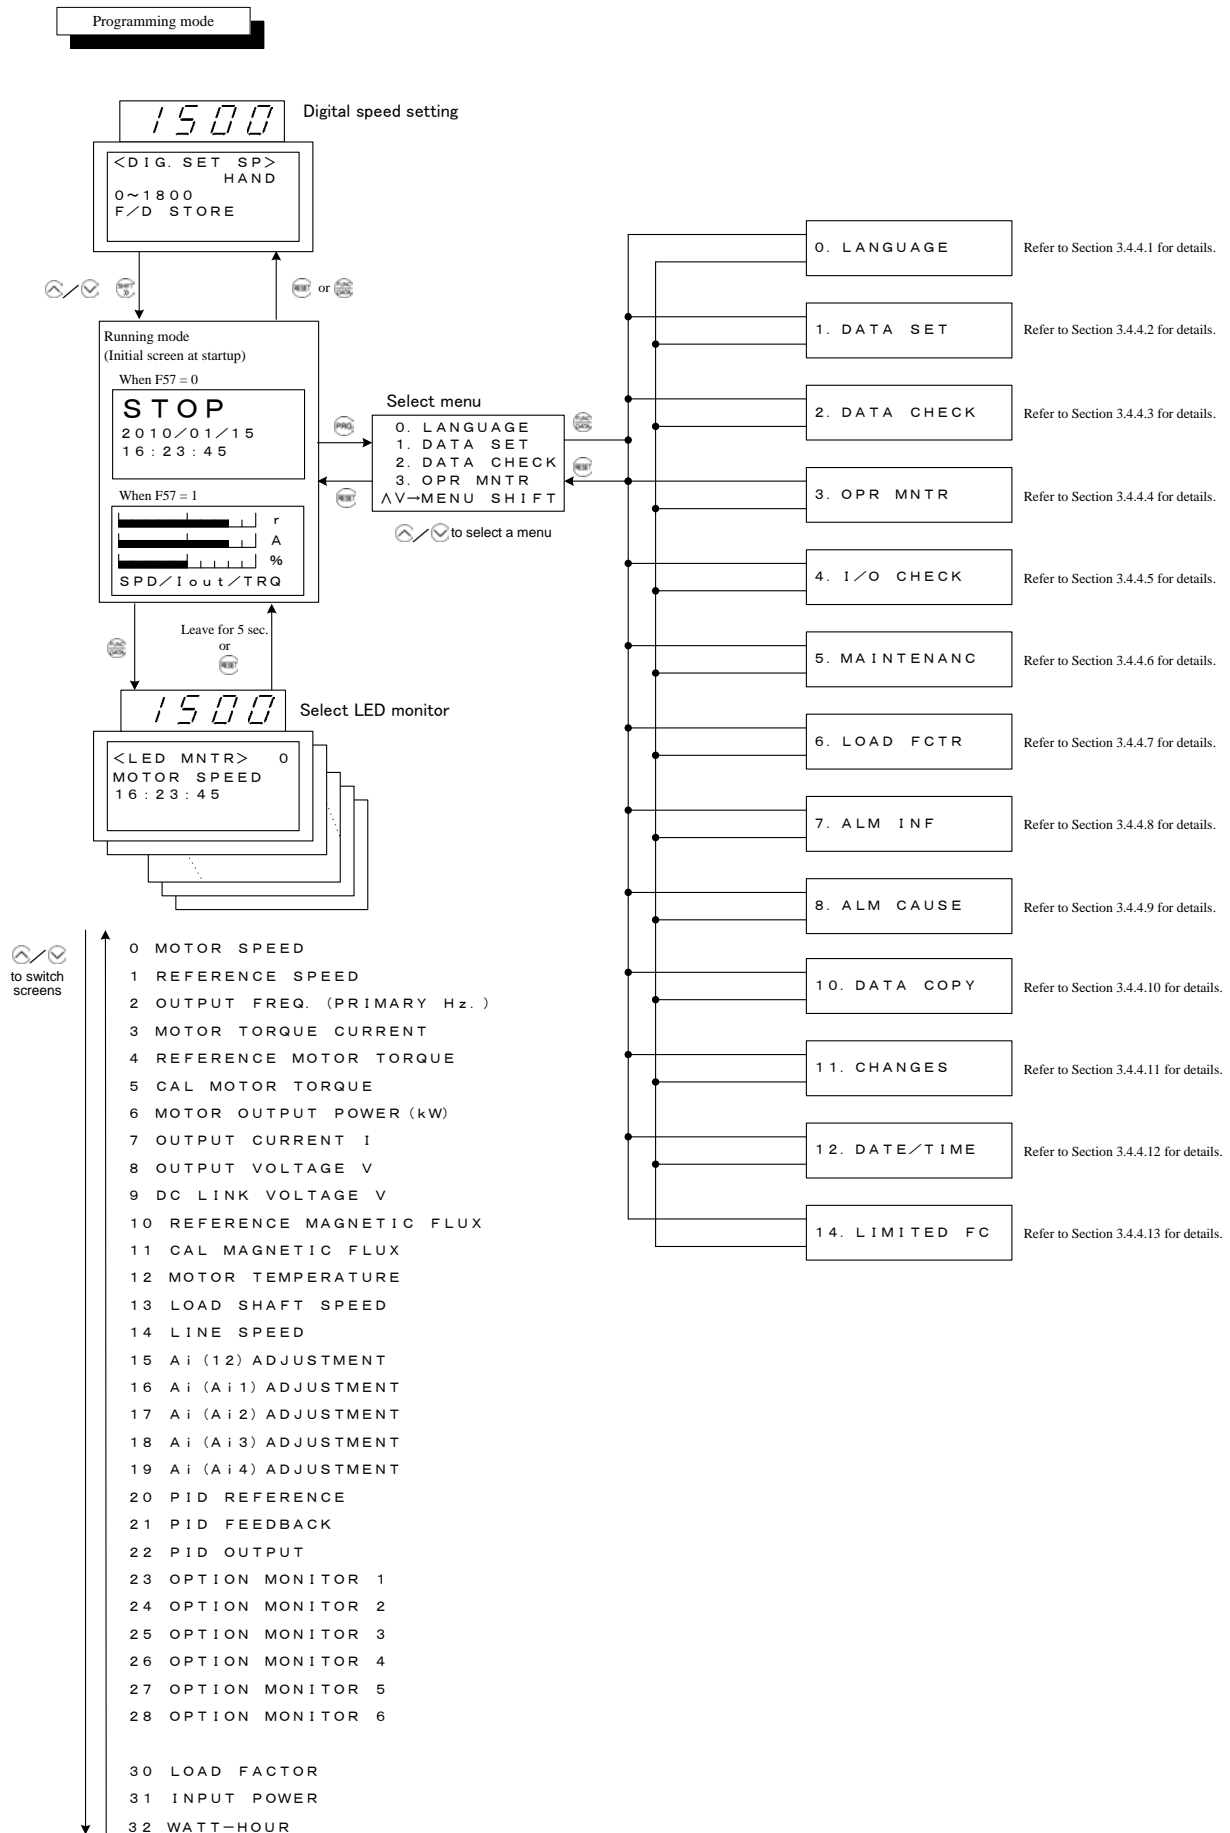 Programming mode
1500
Digital speed setting
<DIG. SET SP>
HAND
0~1800
F/D STORE
SHIFT
RESET or FUNC DATA
Running mode
(Initial screen at startup)
When F57 = 0
STOP
2010/01/15
16:23:45
When F57 = 1
r
A
%
SPD/Iout/TRQ
PRG
RESET
Select menu
0. LANGUAGE
1. DATA SET
2. DATA CHECK
3. OPR MNTR
∧∨→MENU SHIFT
to select a menu
FUNC DATA
RESET
FUNC DATA
Leave for 5 sec.
or
RESET
1500
Select LED monitor
<LED MNTR> 0
MOTOR SPEED
16:23:45
to switch
screens
0 MOTOR SPEED
1 REFERENCE SPEED
2 OUTPUT FREQ. (PRIMARY Hz.)
3 MOTOR TORQUE CURRENT
4 REFERENCE MOTOR TORQUE
5 CAL MOTOR TORQUE
6 MOTOR OUTPUT POWER(kW)
7 OUTPUT CURRENT I
8 OUTPUT VOLTAGE V
9 DC LINK VOLTAGE V
10 REFERENCE MAGNETIC FLUX
11 CAL MAGNETIC FLUX
12 MOTOR TEMPERATURE
13 LOAD SHAFT SPEED
14 LINE SPEED
15 Ai(12)ADJUSTMENT
16 Ai(Ai1)ADJUSTMENT
17 Ai(Ai2)ADJUSTMENT
18 Ai(Ai3)ADJUSTMENT
19 Ai(Ai4)ADJUSTMENT
20 PID REFERENCE
21 PID FEEDBACK
22 PID OUTPUT
23 OPTION MONITOR 1
24 OPTION MONITOR 2
25 OPTION MONITOR 3
26 OPTION MONITOR 4
27 OPTION MONITOR 5
28 OPTION MONITOR 6
30 LOAD FACTOR
31 INPUT POWER
32 WATT-HOUR
0. LANGUAGE Refer to Section 3.4.4.1 for details.
1. DATA SET Refer to Section 3.4.4.2 for details.
2. DATA CHECK Refer to Section 3.4.4.3 for details.
3. OPR MNTR Refer to Section 3.4.4.4 for details.
4. I/O CHECK Refer to Section 3.4.4.5 for details.
5. MAINTENANC Refer to Section 3.4.4.6 for details.
6. LOAD FCTR Refer to Section 3.4.4.7 for details.
7. ALM INF Refer to Section 3.4.4.8 for details.
8. ALM CAUSE Refer to Section 3.4.4.9 for details.
10. DATA COPY Refer to Section 3.4.4.10 for details.
11. CHANGES Refer to Section 3.4.4.11 for details.
12. DATE/TIME Refer to Section 3.4.4.12 for details.
14. LIMITED FC Refer to Section 3.4.4.13 for details.